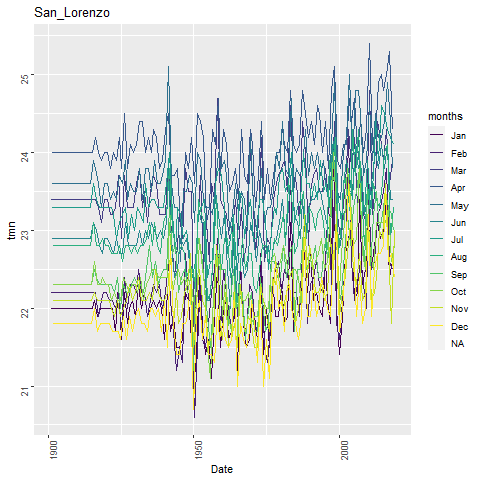 San_Lorenzo
tmn
25
24
23
22
21
1900
1950
2000
Date
months
Jan
Feb
Mar
Apr
May
Jun
Jul
Aug
Sep
Oct
Nov
Dec
NA